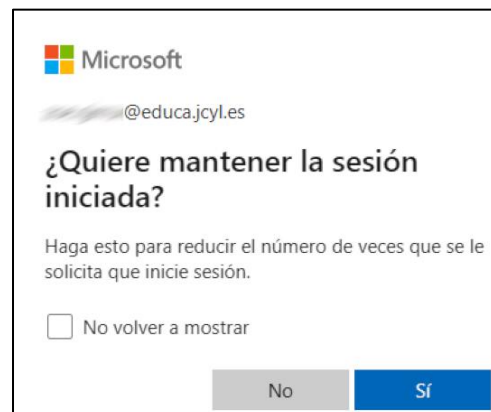 Microsoft
@educa.jcyl.es
¿Quiere mantener la sesión
iniciada?
Haga esto para reducir el número de veces que se le
solicita que inicie sesión.
No volver a mostrar
No
Sí